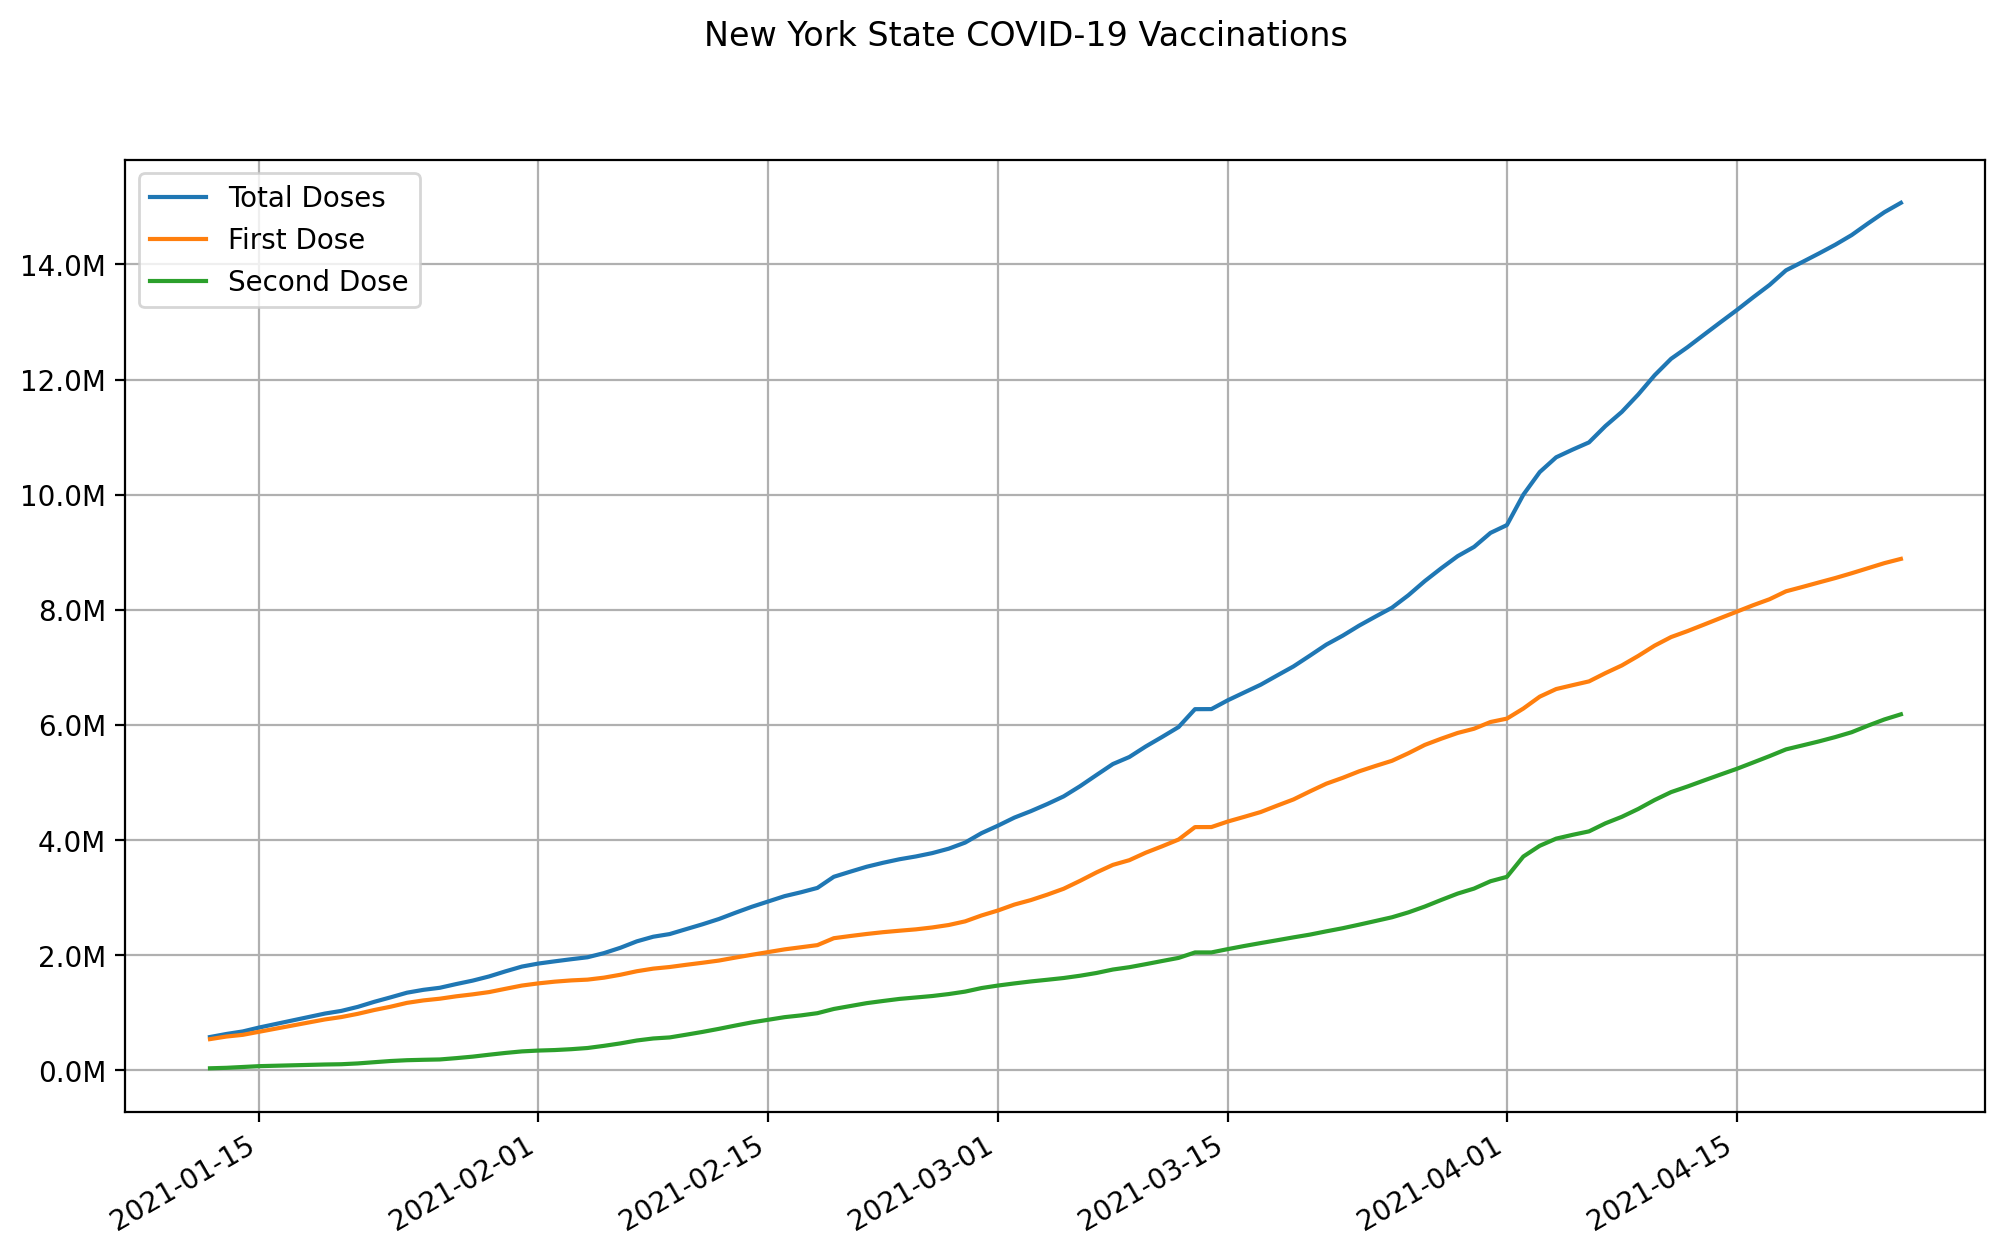 New York State COVID-19 Vaccinations
Total Doses
First Dose
Second Dose
14.0M
12.0M
10.0M
8.0M
6.0M
4.0M
2.0M
0.0M
2021-01-15
2021-02-01
2021-02-15
2021-03-01
2021-03-15
2021-04-01
2021-04-15